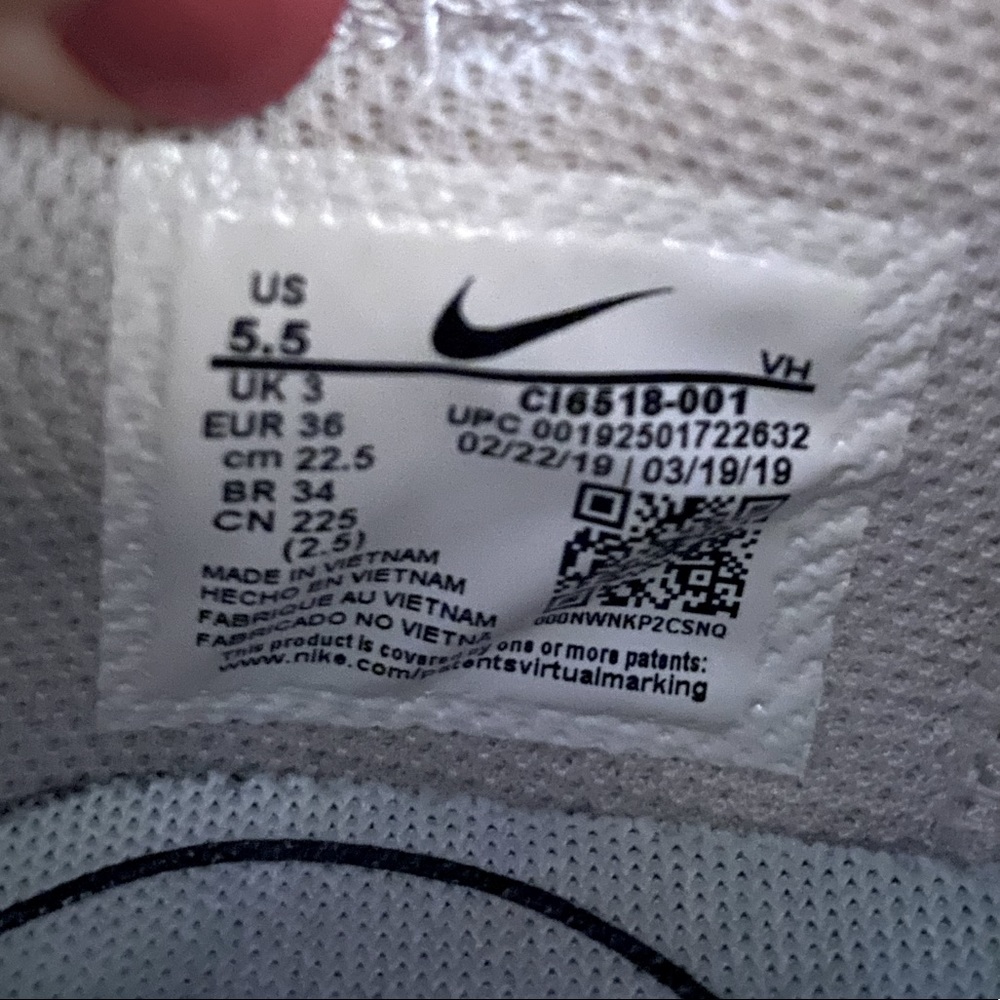 US
5.5
VH
UK 3
EUR 36
cm 22.5
BR 34
CN 225
(2.5)
CI6518-001
UPC 00192501722632
02/22/19 | 03/19/19
NWNKP2CSNQ
MADE IN VIETNAM
HECHO EN VIETNAM
FABRIQUE AU VIETNAM
FABRICADO NO VIETNA
This product is covered by one or more patents:
www.nike.com/patentsvirtualmarking